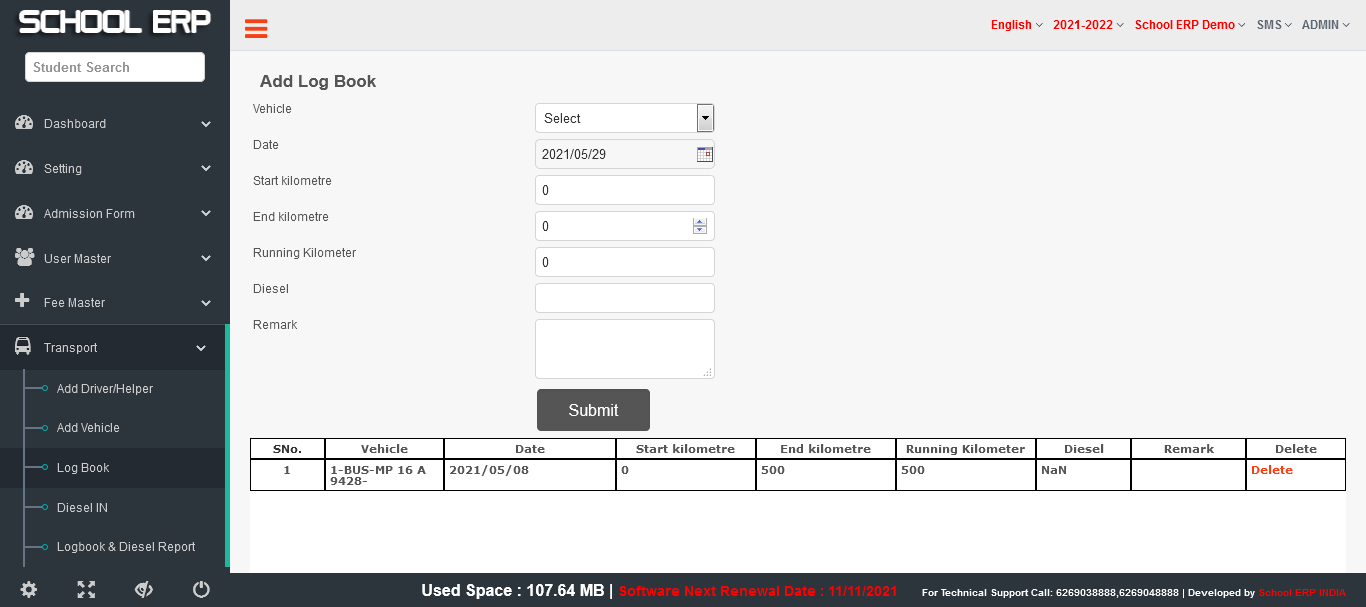 SCHOOL ERP
English 2021-2022 School ERP Demo SMS ADMIN
Student Search
Dashboard
Setting
Admission Form
User Master
Fee Master
Transport
Add Driver/Helper
Add Vehicle
Log Book
Diesel IN
Logbook & Diesel Report
Add Log Book
Vehicle Select
Date 2021/05/29
Start kilometre 0
End kilometre 0
Running Kilometer 0
Diesel
Remark
Submit
SNo. Vehicle Date Start kilometre End kilometre Running Kilometer Diesel Remark Delete
1 1-BUS-MP 16 A 2021/05/08 0 500 500 NaN Delete
9428-
Used Space : 107.64 MB | Software Next Renewal Date : 11/11/2021 For Technical Support Call: 6269038888,6269048888 | Developed by School ERP INDIA